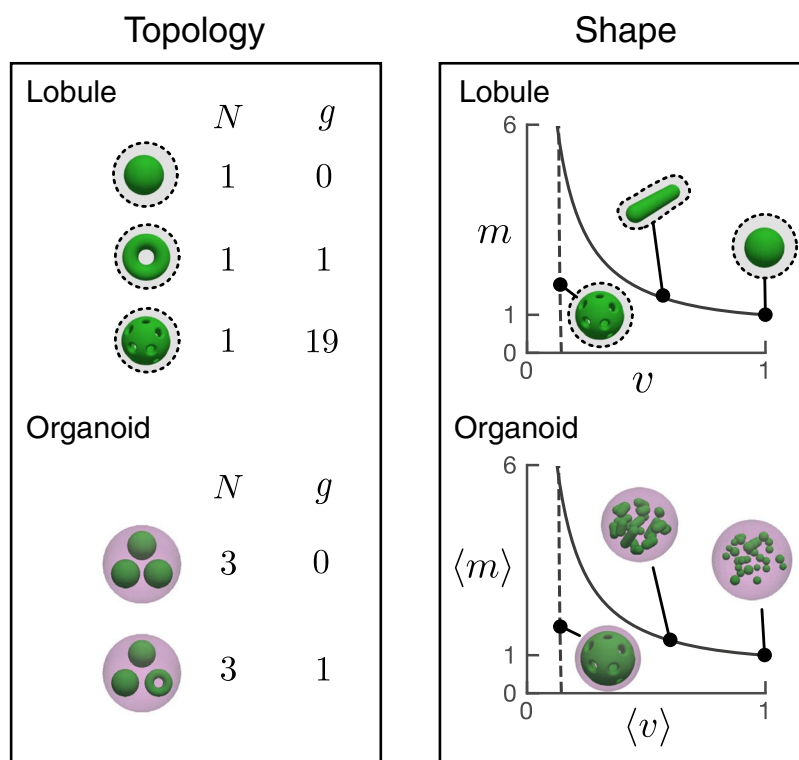 Topology
Lobule
N g
1 0
1 1
1 19
Organoid
N g
3 0
3 1
Shape
Lobule
6
m
1
0
0 1
v
Organoid
6
⟨m⟩
1
0
0 1
⟨v⟩